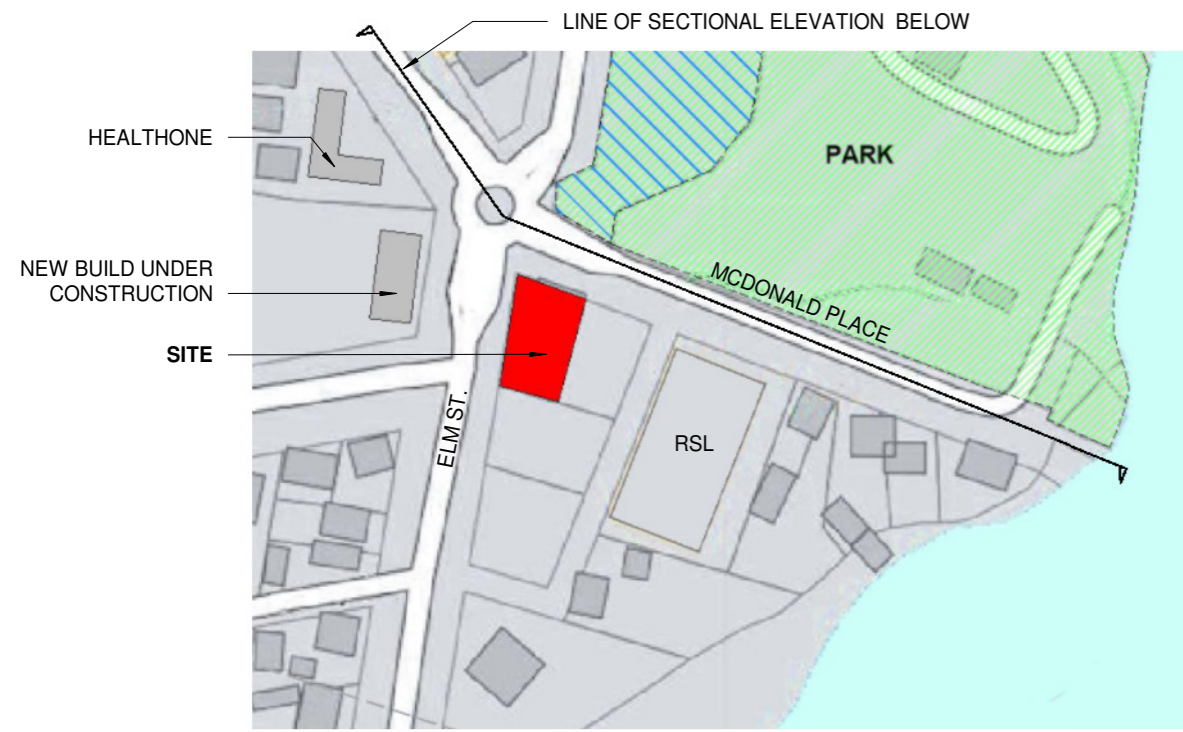 LINE OF SECTIONAL ELEVATION BELOW
HEALTHONE
PARK
NEW BUILD UNDER
CONSTRUCTION
MCDONALD PLACE
SITE
ELM ST.
RSL